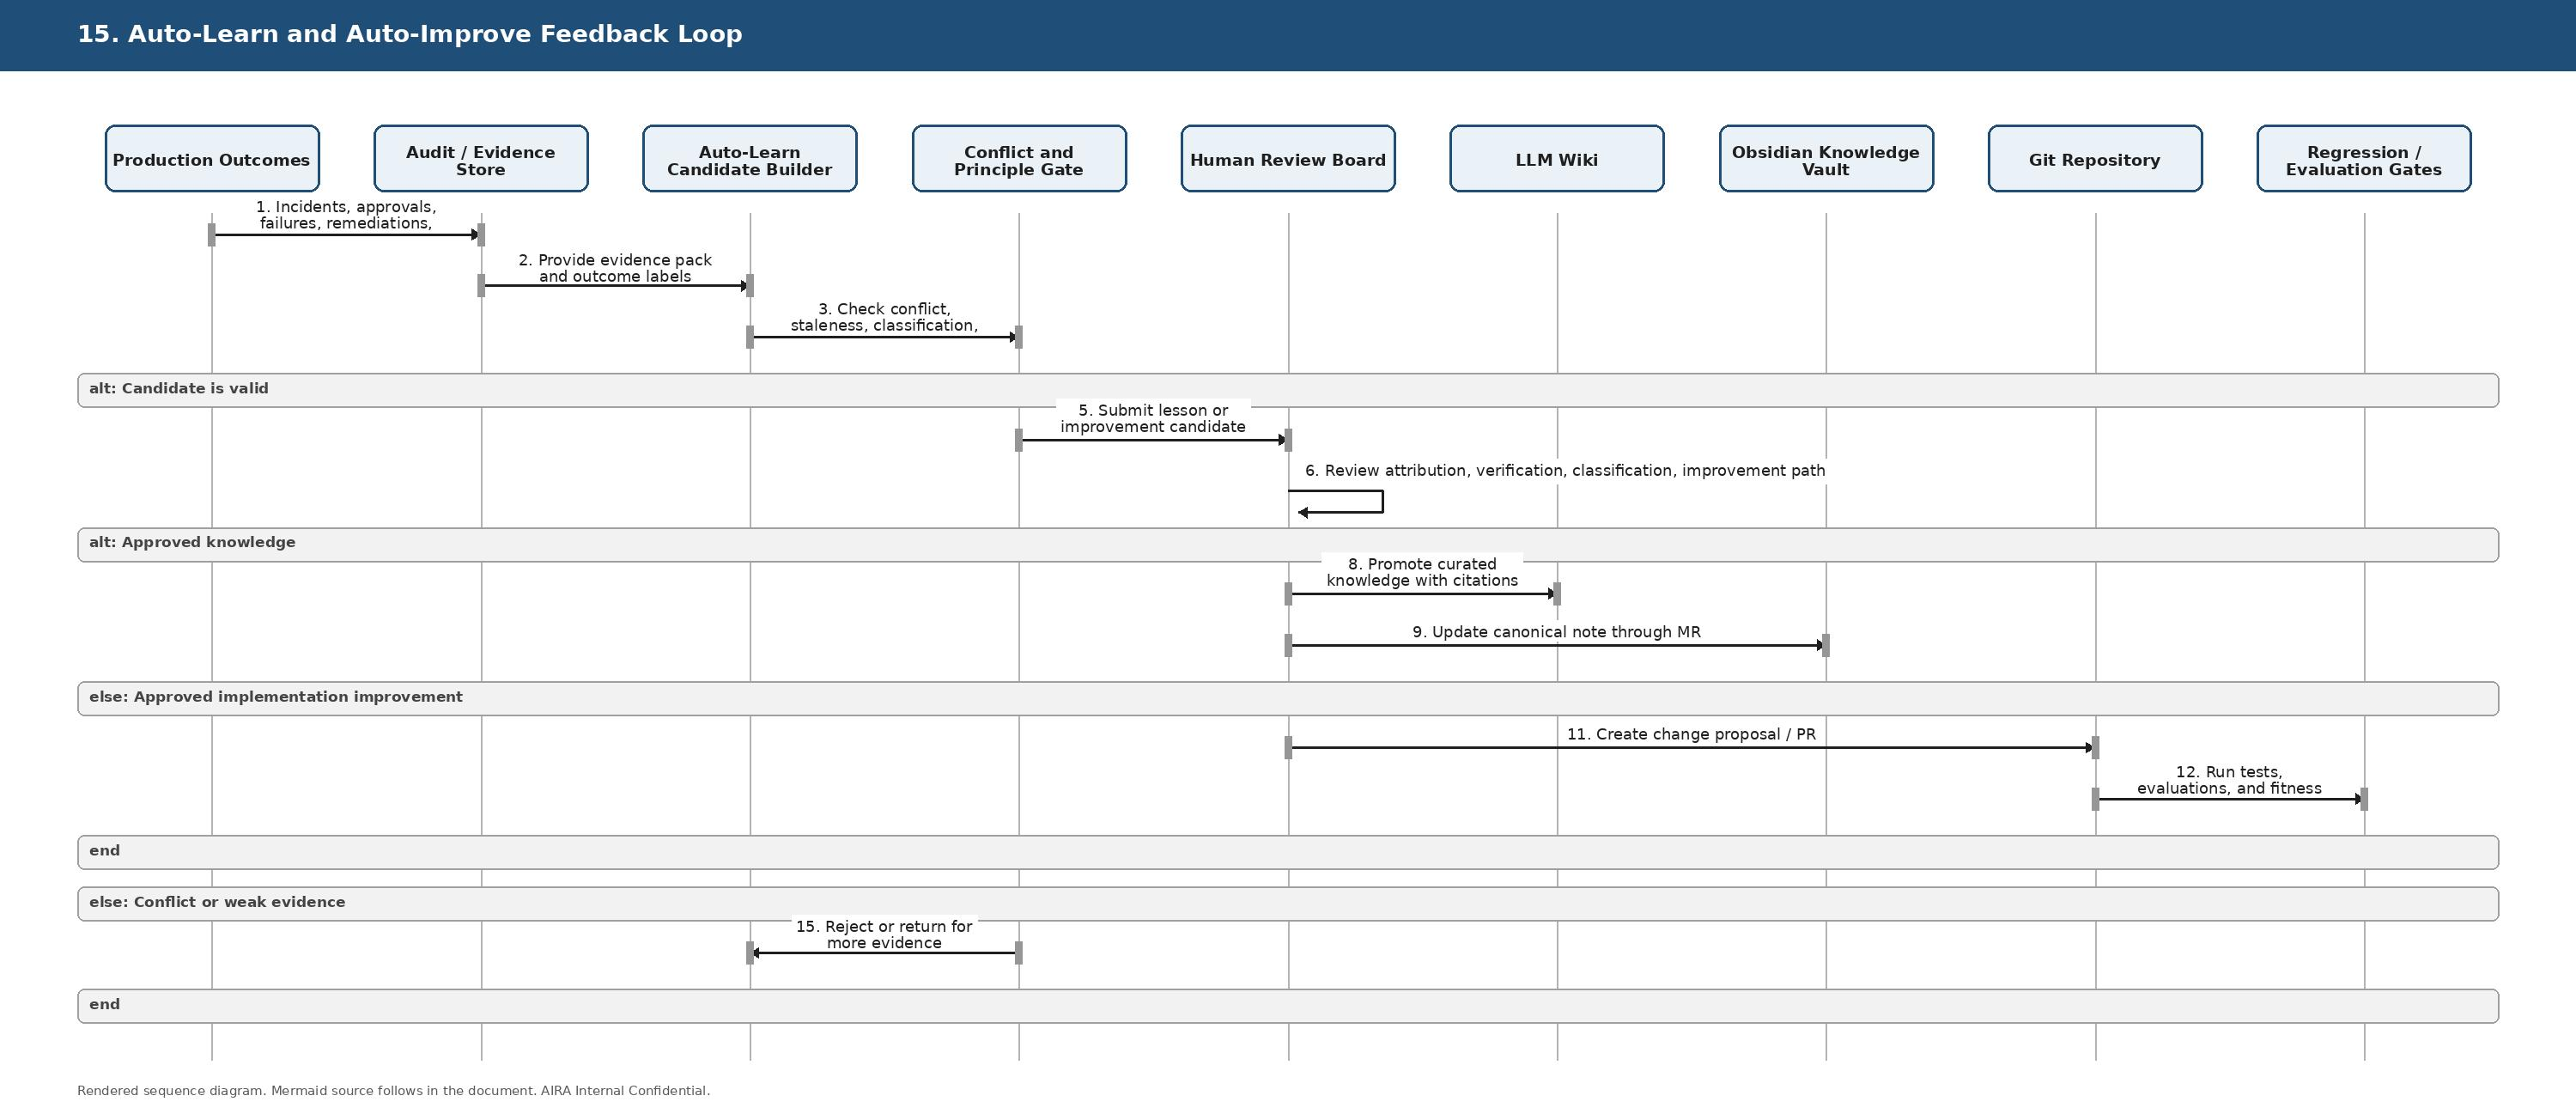 15. Auto-Learn and Auto-Improve Feedback Loop
Production Outcomes
Audit / Evidence
Store
Auto-Learn
Candidate Builder
Conflict and
Principle Gate
Human Review Board
LLM Wiki
Obsidian Knowledge
Vault
Git Repository
Regression /
Evaluation Gates
1. Incidents, approvals,
failures, remediations,
2. Provide evidence pack
and outcome labels
3. Check conflict,
staleness, classification,
alt: Candidate is valid
5. Submit lesson or
improvement candidate
6. Review attribution, verification, classification, improvement path
alt: Approved knowledge
8. Promote curated
knowledge with citations
9. Update canonical note through MR
else: Approved implementation improvement
11. Create change proposal / PR
12. Run tests,
evaluations, and fitness
end
else: Conflict or weak evidence
15. Reject or return for
more evidence
end
Rendered sequence diagram. Mermaid source follows in the document. AIRA Internal Confidential.